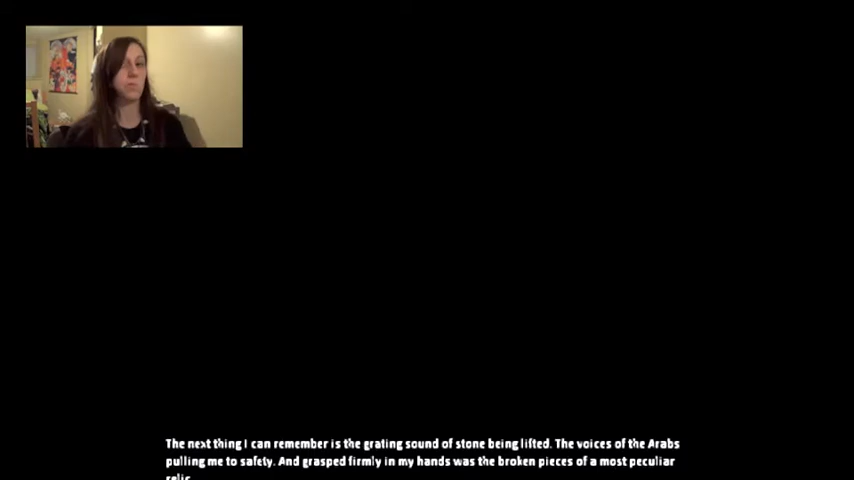 The next thing I can remember is the grating sound of stone being lifted. The voices of the Arabs
pulling me to safety. And grasped firmly in my hands was the broken pieces of a most peculiar
relic